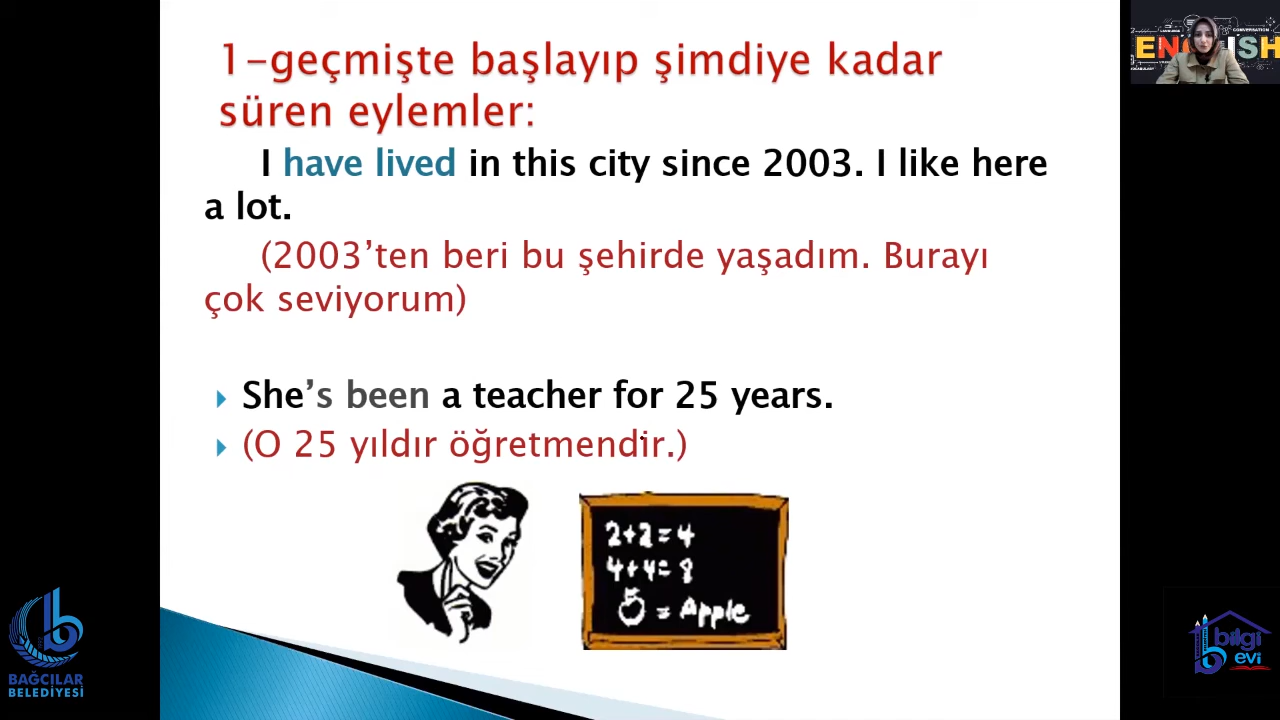 1-geçmişte başlayıp şimdiye kadar
süren eylemler:
I have lived in this city since 2003. I like here
a lot.
(2003’ten beri bu şehirde yaşadım. Burayı
çok seviyorum)
She’s been a teacher for 25 years.
(O 25 yıldır öğretmendir.)
2+2=4
4+4=8
= Apple
CONVERSATION
ENGLISH
BAĞCILAR
BELEDİYESİ
bilgi
evi